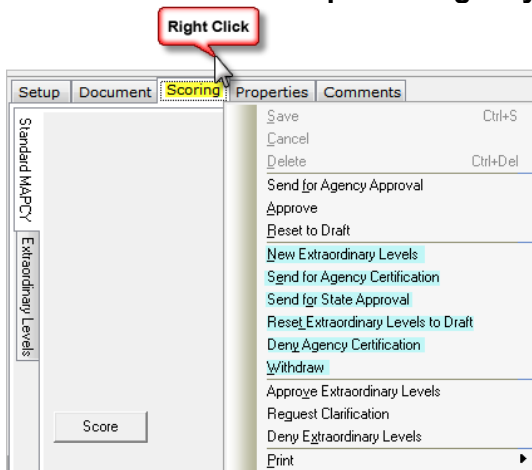 Right Click
Setup Document Scoring Properties Comments
Standard MAPCY
Extraordinary Levels
Score
Save Ctrl+S
Cancel
Delete Ctrl+Del
Send for Agency Approval
Approve
Reset to Draft
New Extraordinary Levels
Send for Agency Certification
Send for State Approval
Reset Extraordinary Levels to Draft
Deny Agency Certification
Withdraw
Approve Extraordinary Levels
Request Clarification
Deny Extraordinary Levels
Print